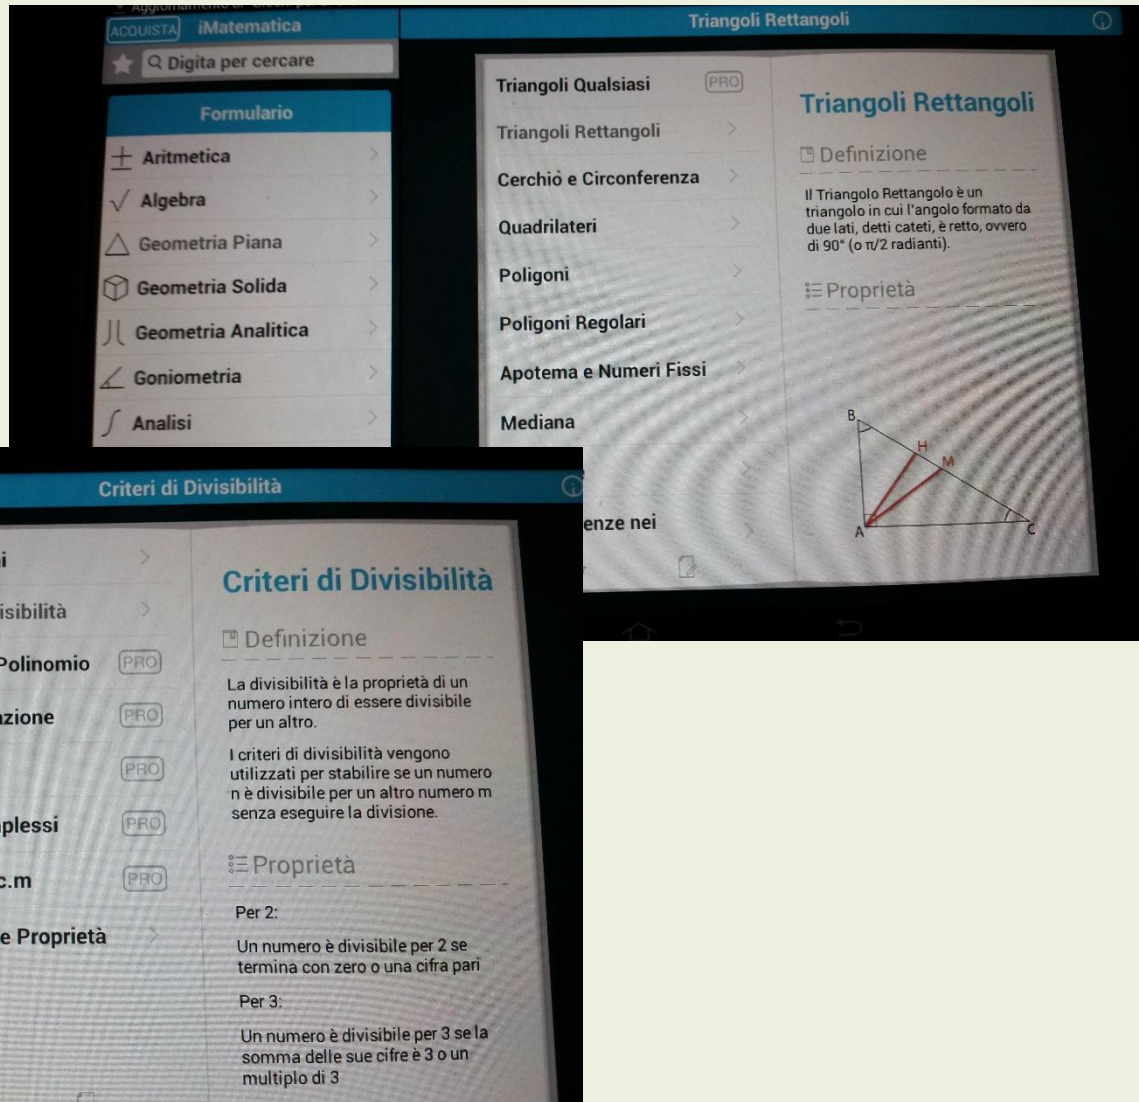 Aggiornamento di
ACQUISTA
iMatematica
Digita per cercare
Formulario
Aritmetica
Algebra
Geometria Piana
Geometria Solida
Geometria Analitica
Goniometria
Analisi
Triangoli Rettangoli
Triangoli Qualsiasi
PRO
Triangoli Rettangoli
Cerchio e Circonferenza
Quadrilateri
Poligoni
Poligoni Regolari
Apotema e Numeri Fissi
Mediana
enze nei
Triangoli Rettangoli
Definizione
Il Triangolo Rettangolo è un
triangolo in cui l'angolo formato da
due lati, detti cateti, è retto, ovvero
di 90° (o π/2 radianti).
Proprietà
B
H
M
A
C
Criteri di Divisibilità
i
isibilità
Polinomio
PRO
azione
PRO
PRO
plessi
PRO
c.m
PRO
e Proprietà
Criteri di Divisibilità
Definizione
La divisibilità è la proprietà di un
numero intero di essere divisibile
per un altro.
I criteri di divisibilità vengono
utilizzati per stabilire se un numero
n è divisibile per un altro numero m
senza eseguire la divisione.
Proprietà
Per 2:
Un numero è divisibile per 2 se
termina con zero o una cifra pari
Per 3:
Un numero è divisibile per 3 se la
somma delle sue cifre è 3 o un
multiplo di 3